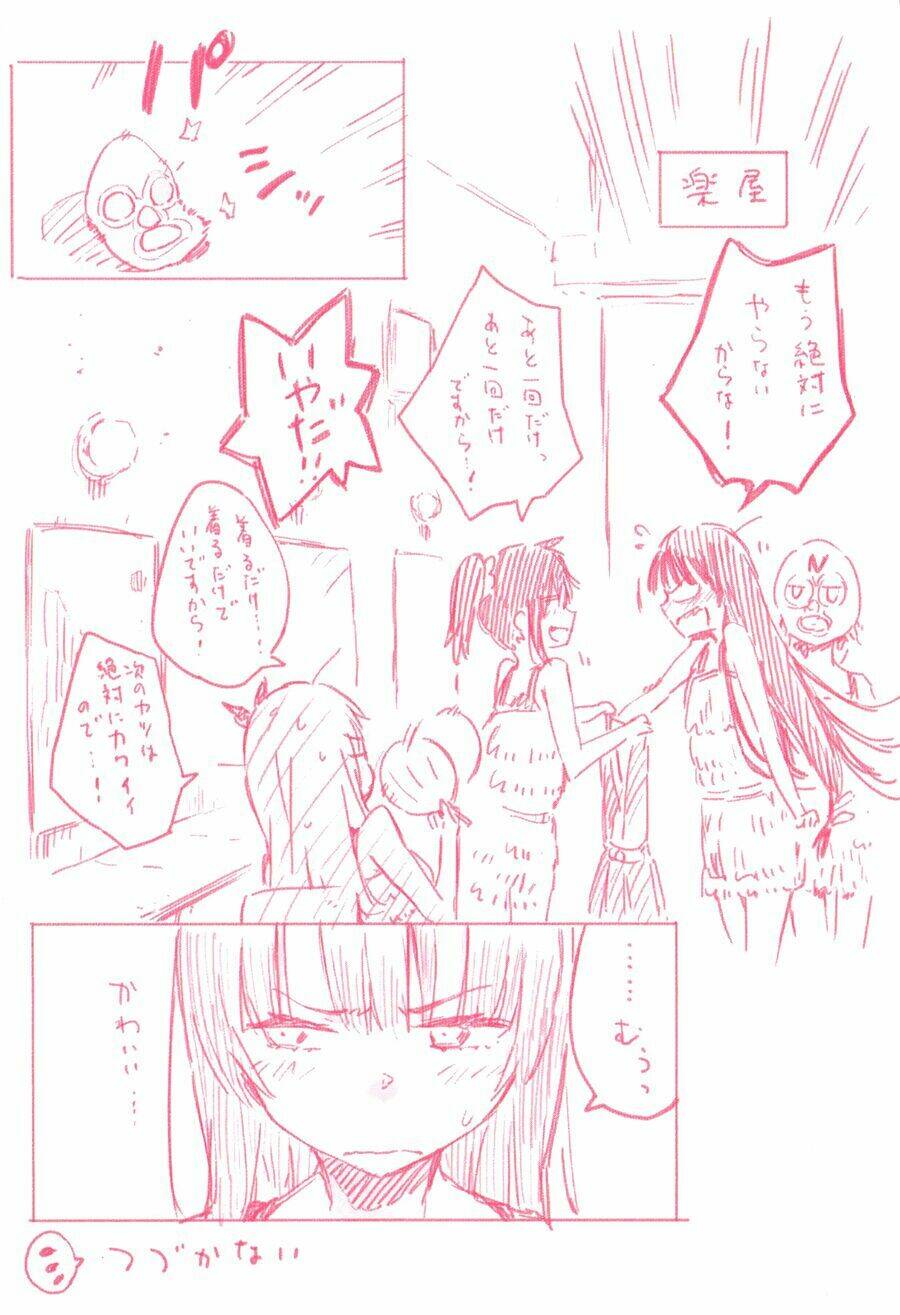 楽屋
パ
ニッ
もう絶対に
やらない
からな！
あと一回だけっ
あと一回だけ
ですから…！
いやだ!!
着るだけ…
着るだけで
いいですから！
次のヤツは
絶対にカワイイ
ので…！
N
……むうっ
かわいい…
つづかない